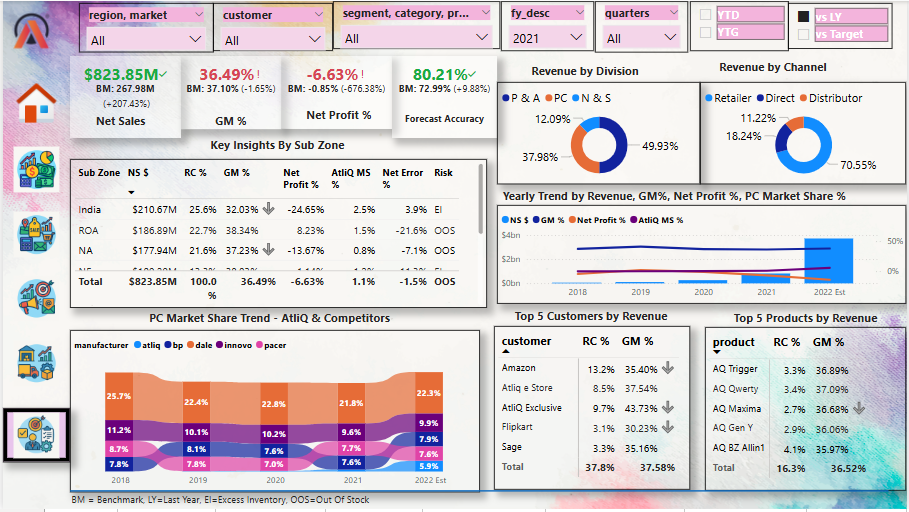 region, market
customer
segment, category, pr...
fy_desc
quarters
YTD
vs LY
All
All
All
2021
All
YTG
vs Target
$823.85M
36.49%!
-6.63%!
80.21%
BM: 267.98M
(+207.43%)
BM: 37.10% (-1.65%)
BM: -0.85% (-676.38%)
BM: 72.99% (+9.88%)
Net Sales
GM %
Net Profit %
Forecast Accuracy
Revenue by Division
P & A PC N & S
12.09%
37.98%
49.93%
Revenue by Channel
Retailer Direct Distributor
11.22%
18.24%
70.55%
Key Insights By Sub Zone
Sub Zone NS $ RC % GM % Net Profit % AtliQ MS % Net Error % Risk
India $210.67M 25.6% 32.03% -24.65% 2.5% 3.9% EI
ROA $186.89M 22.7% 38.34% 8.23% 1.5% -21.6% OOS
NA $177.94M 21.6% 37.23% -13.67% 0.8% -7.1% OOS
Total $823.85M 100.0% 36.49% -6.63% 1.1% -1.5% OOS
Yearly Trend by Revenue, GM%, Net Profit %, PC Market Share %
NS $ GM % Net Profit % AtliQ MS %
$4bn
50%
$2bn
0%
$0bn
2018 2019 2020 2021 2022 Est
PC Market Share Trend - AtliQ & Competitors
manufacturer atliq bp dale innovo pacer
25.7% 22.4% 22.8% 21.8% 22.3%
11.2% 10.1% 10.2% 9.6% 9.9%
8.7% 8.1% 7.6% 7.7% 7.9%
7.8% 7.8% 7.0% 7.6% 7.6%
5.9%
2018 2019 2020 2021 2022 Est
Top 5 Customers by Revenue
customer RC % GM %
Amazon 13.2% 35.40%
Atliq e Store 8.5% 37.54%
AtliQ Exclusive 9.7% 43.73%
Flipkart 3.1% 30.23%
Sage 3.3% 35.16%
Total 37.8% 37.58%
Top 5 Products by Revenue
product RC % GM %
AQ Trigger 3.3% 36.89%
AQ Qwerty 3.4% 37.09%
AQ Maxima 2.7% 36.68%
AQ Gen Y 2.9% 36.06%
AQ BZ Allin1 4.1% 35.97%
Total 16.3% 36.52%
BM = Benchmark, LY=Last Year, EI=Excess Inventory, OOS=Out Of Stock